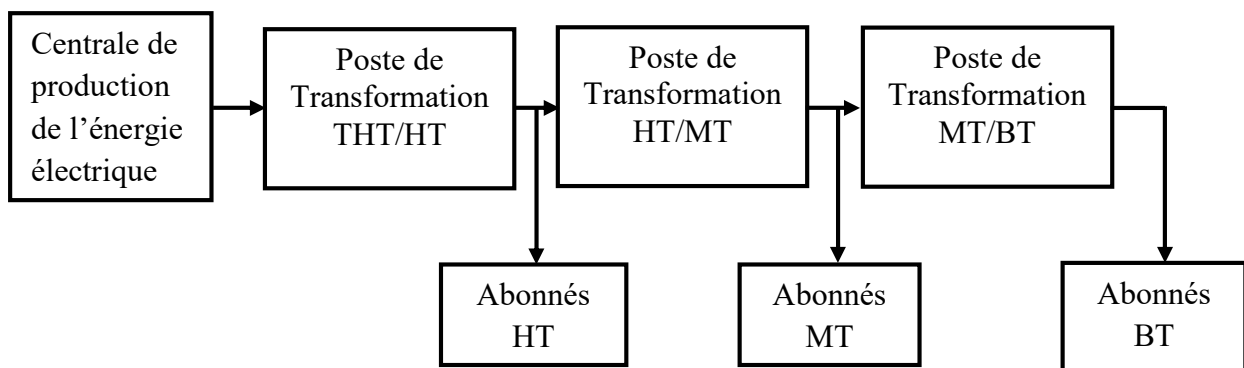 Centrale de
production
de l’énergie
électrique
Poste de
Transformation
THT/HT
Poste de
Transformation
HT/MT
Poste de
Transformation
MT/BT
Abonnés
HT
Abonnés
MT
Abonnés
BT